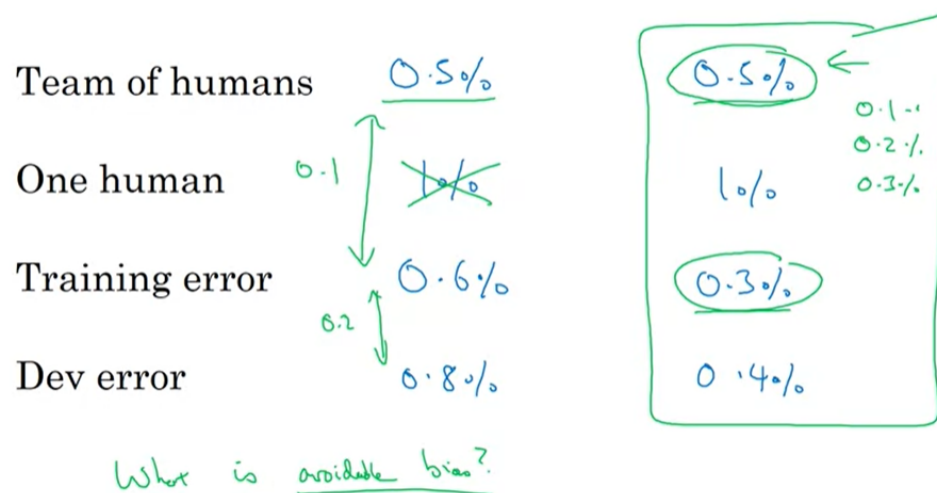 Team of humans 0.5% 0.5%
0.1
0.2%
One human 0.1 1% 1% 0.3%
Training error 0.6% 0.3%
0.2
Dev error 0.8% 0.4%
What is avoidable bias?